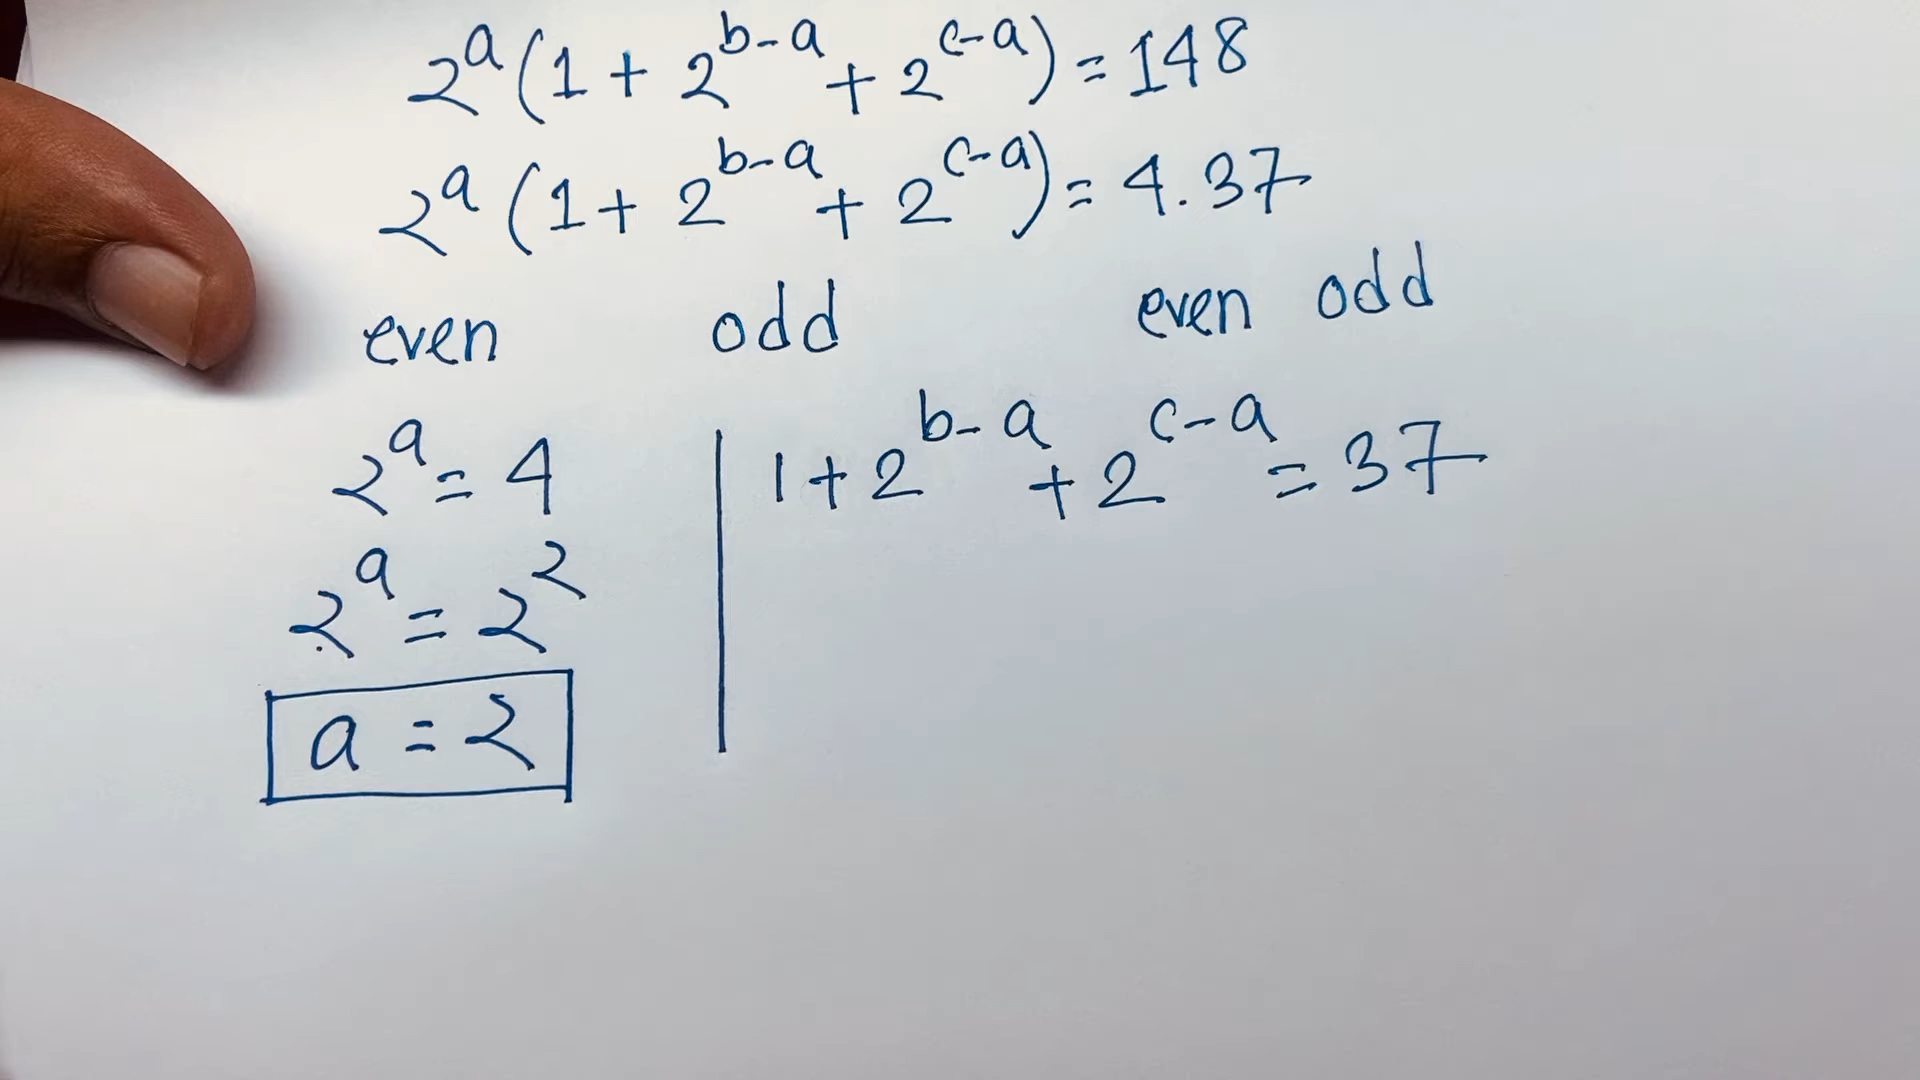 2^a (1 + 2^{b-a} + 2^{c-a}) = 148
2^a (1 + 2^{b-a} + 2^{c-a}) = 4.37
even odd even odd
2^a = 4
1 + 2^{b-a} + 2^{c-a} = 37
2^a = 2^2
a = 2